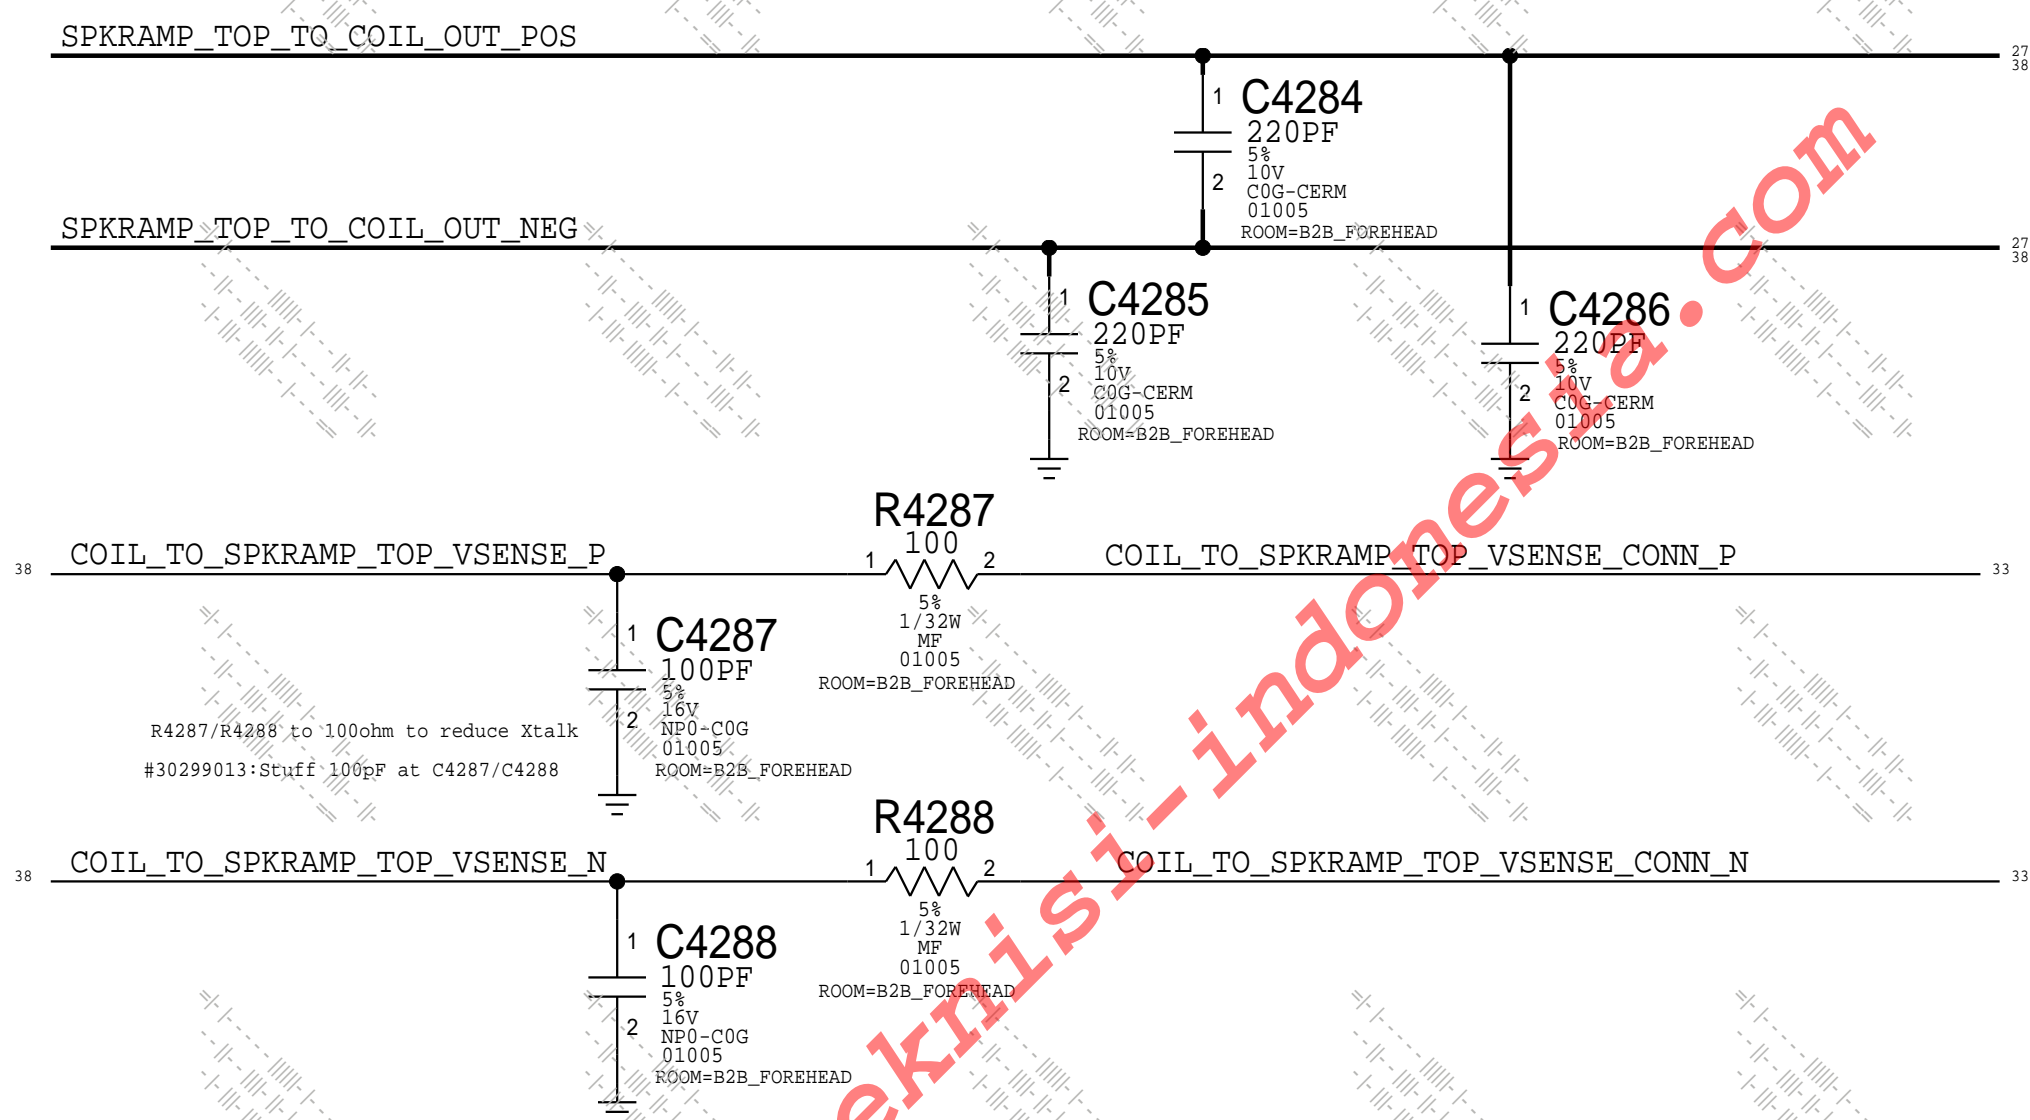 SPKRAMP_TOP_TO_COIL_OUT_POS
27
38
1
C4284
220PF
5%
10V
2
C0G-CERM
01005
ROOM=B2B_FOREHEAD
SPKRAMP_TOP_TO_COIL_OUT_NEG
27
38
1
C4285
220PF
5%
10V
2
C0G-CERM
01005
ROOM=B2B_FOREHEAD
1
C4286
220PF
5%
10V
2
C0G-CERM
01005
ROOM=B2B_FOREHEAD
38
COIL_TO_SPKRAMP_TOP_VSENSE_P
R4287
100
1
2
5%
1/32W
MF
01005
ROOM=B2B_FOREHEAD
COIL_TO_SPKRAMP_TOP_VSENSE_CONN_P
33
1
C4287
100PF
5%
16V
2
NP0-C0G
01005
ROOM=B2B_FOREHEAD
R4287/R4288 to 100ohm to reduce Xtalk
#30299013:Stuff 100pF at C4287/C4288
38
COIL_TO_SPKRAMP_TOP_VSENSE_N
R4288
100
1
2
5%
1/32W
MF
01005
ROOM=B2B_FOREHEAD
COIL_TO_SPKRAMP_TOP_VSENSE_CONN_N
33
1
C4288
100PF
5%
16V
2
NP0-C0G
01005
ROOM=B2B_FOREHEAD
eknisi-indonesia.com